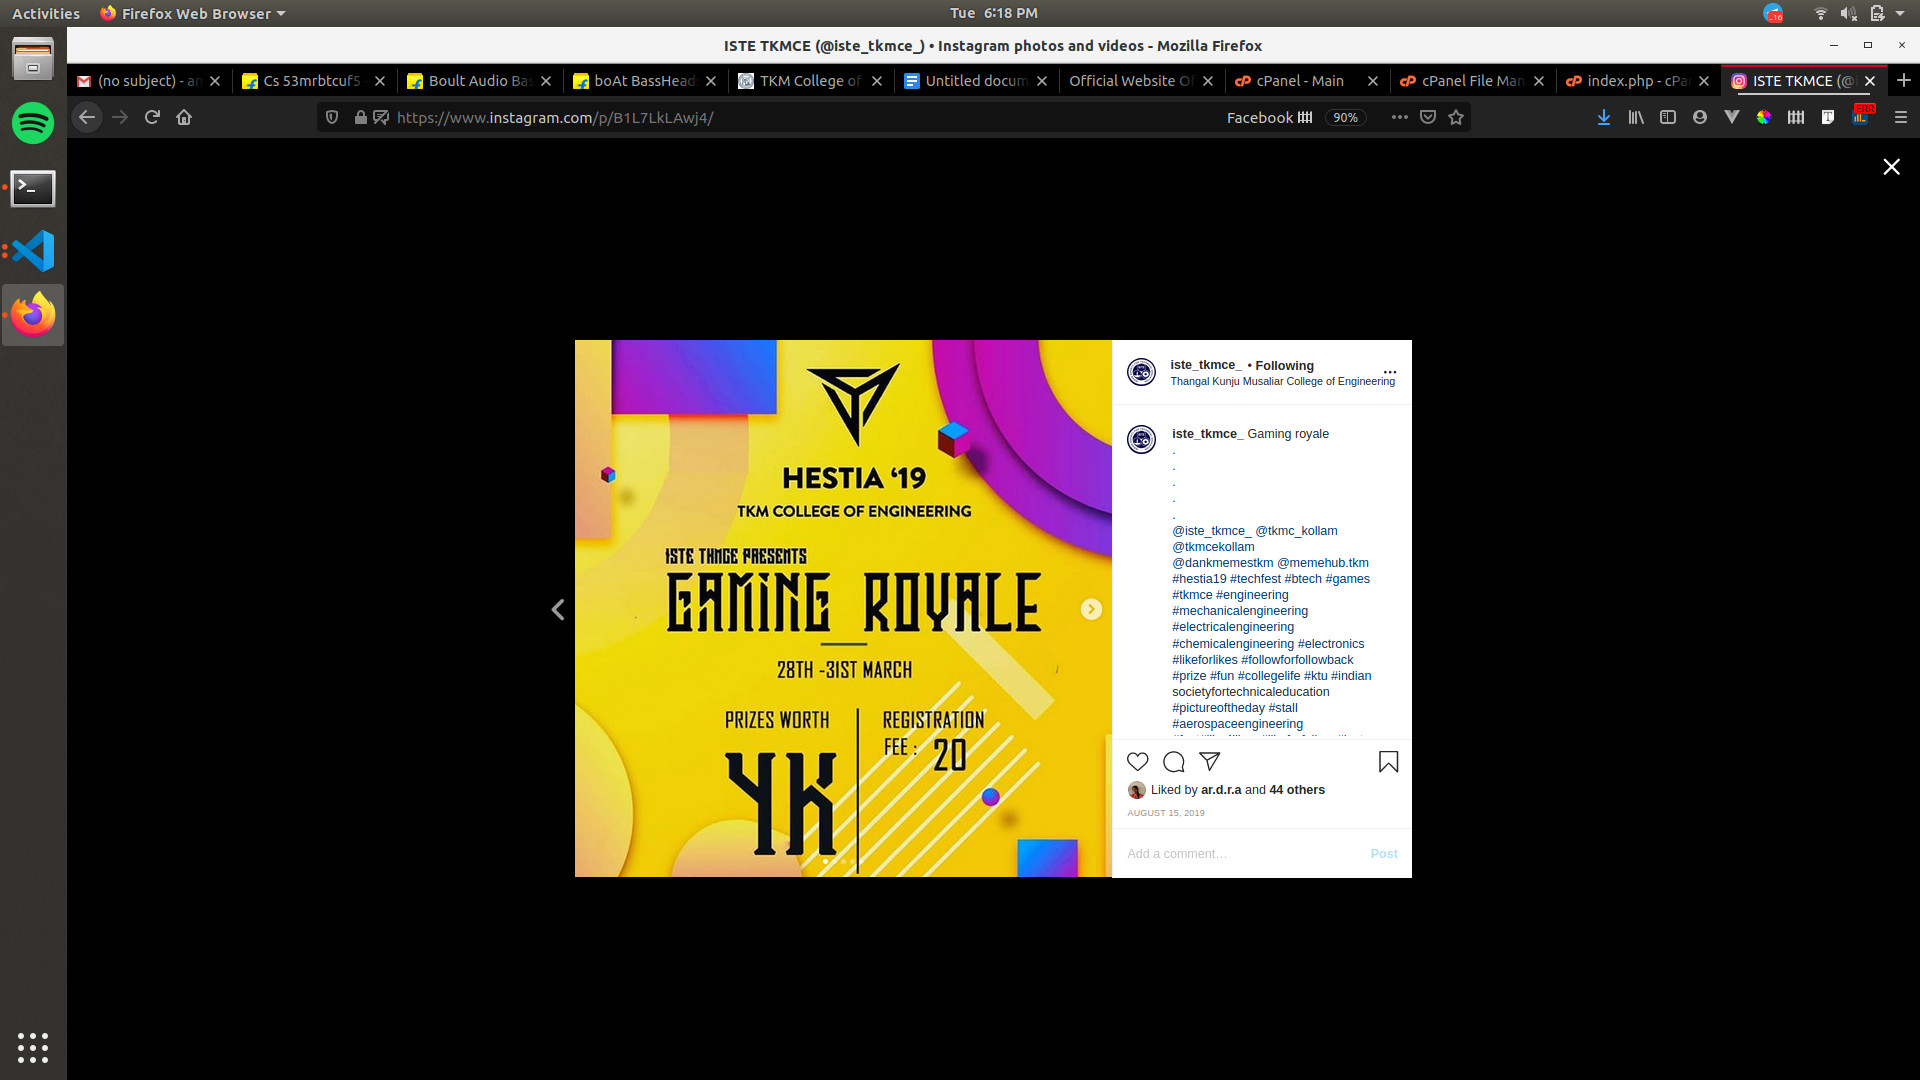 Activities
Firefox Web Browser
Tue 6:18 PM
ISTE TKMCE (@iste_tkmce_) • Instagram photos and videos - Mozilla Firefox
(no subject) - an
Cs 53mrbtcuf5 -
Boult Audio Bas
boAt BassHead
TKM College of
Untitled docum
Official Website Of
cPanel - Main
cPanel File Man
index.php - cPa
ISTE TKMCE (@i
https://www.instagram.com/p/B1L7LkLAwj4/
Facebook
90%
ERR
HESTIA ‘19
TKM COLLEGE OF ENGINEERING
ISTE TKMCE PRESENTS
GAMING ROYALE
28TH -31ST MARCH
PRIZES WORTH
YK
REGISTRATION
FEE : 20
iste_tkmce_ • Following
Thangal Kunju Musaliar College of Engineering
iste_tkmce_ Gaming royale
.
.
.
.
.
@iste_tkmce_ @tkmc_kollam
@tkmcekollam
@dankmemestkm @memehub.tkm
#hestia19 #techfest #btech #games
#tkmce #engineering
#mechanicalengineering
#electricalengineering
#chemicalengineering #electronics
#likeforlikes #followforfollowback
#prize #fun #collegelife #ktu #indian
societyfortechnicaleducation
#pictureoftheday #stall
#aerospaceengineering
Liked by ar.d.r.a and 44 others
AUGUST 15, 2019
Add a comment…
Post